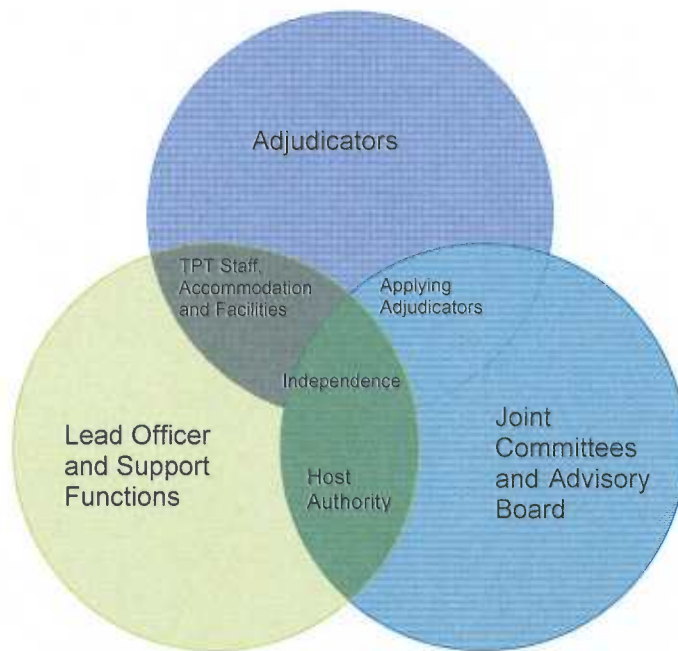 Adjudicators
TPT Staff,
Accommodation
and Facilities
Applying
Adjudicators
Independence
Lead Officer
and Support
Functions
Host
Authority
Joint
Committees
and Advisory
Board